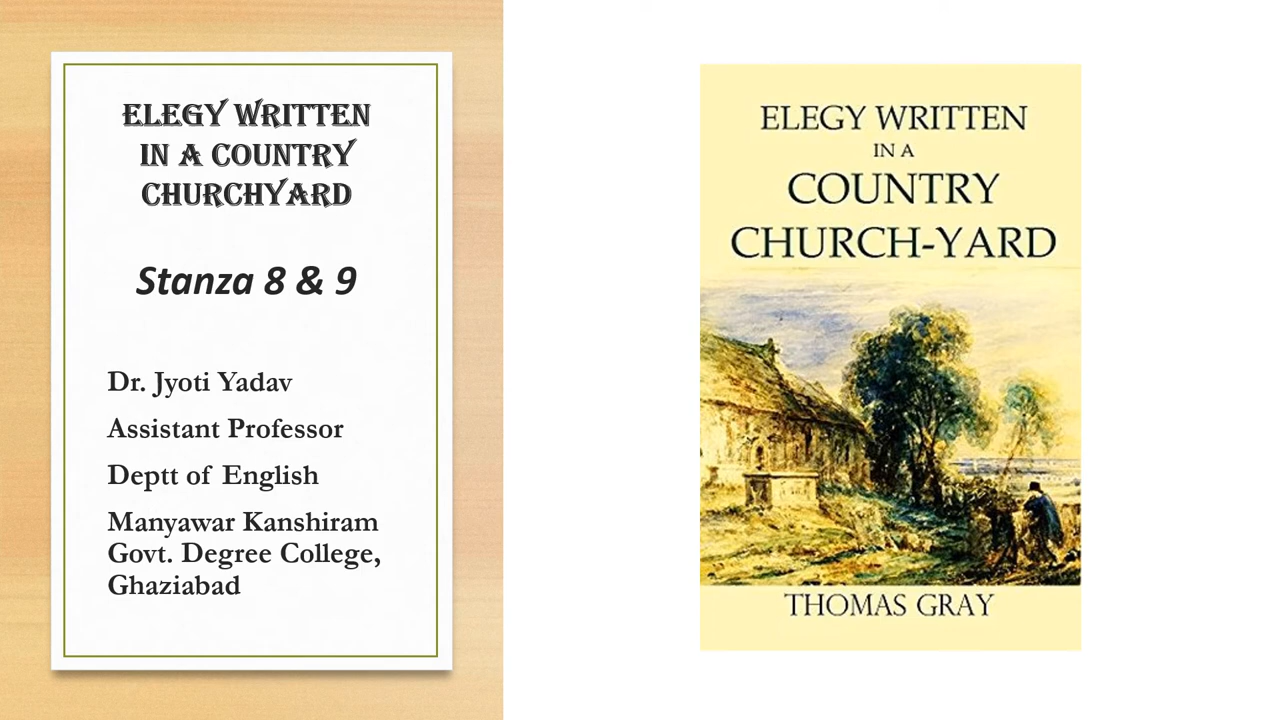 ELEGY WRITTEN
IN A COUNTRY
CHURCHYARD
Stanza 8 & 9
Dr. Jyoti Yadav
Assistant Professor
Deptt of English
Manyawar Kanshiram
Govt. Degree College,
Ghaziabad
ELEGY WRITTEN
IN A
COUNTRY
CHURCH-YARD
THOMAS GRAY